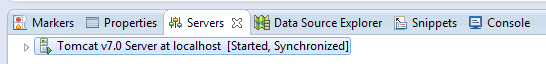 Markers Properties Servers Data Source Explorer Snippets Console
Tomcat v7.0 Server at localhost [Started, Synchronized]